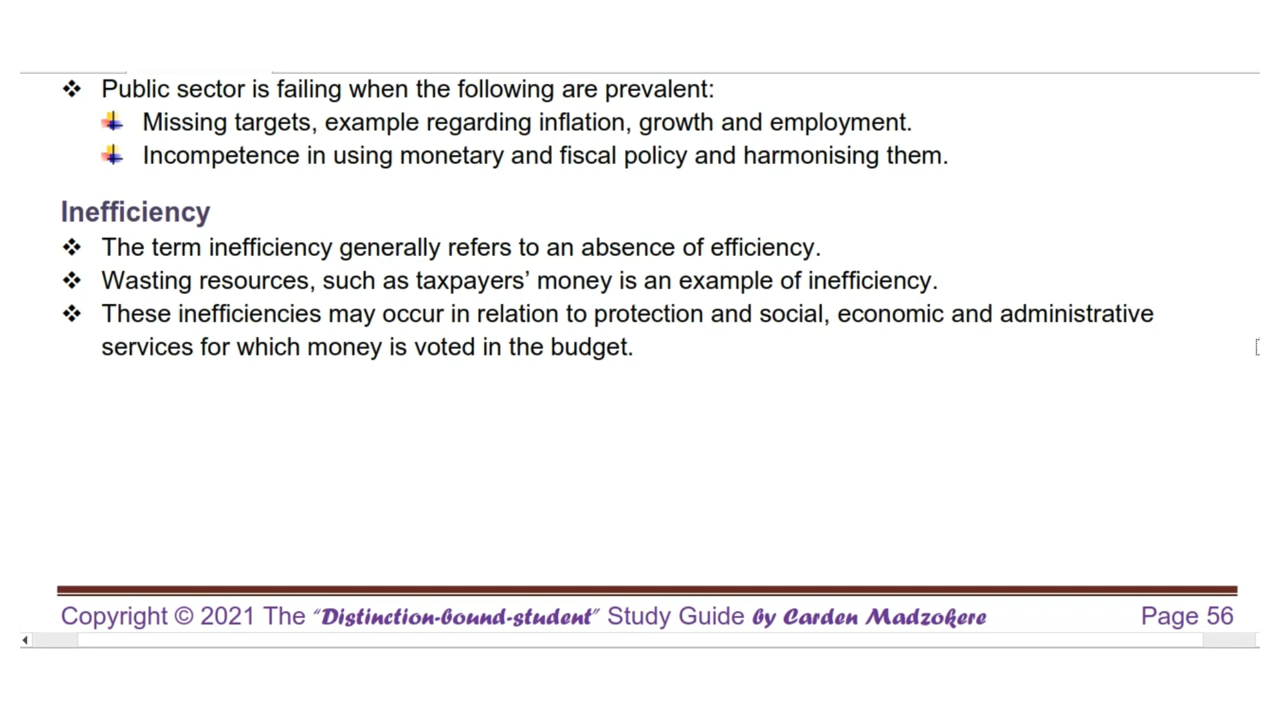 ❖ Public sector is failing when the following are prevalent:
Missing targets, example regarding inflation, growth and employment.
Incompetence in using monetary and fiscal policy and harmonising them.
Inefficiency
❖ The term inefficiency generally refers to an absence of efficiency.
❖ Wasting resources, such as taxpayers’ money is an example of inefficiency.
❖ These inefficiencies may occur in relation to protection and social, economic and administrative
services for which money is voted in the budget.
Copyright © 2021 The “Distinction-bound-student” Study Guide by Carden Madzokere Page 56